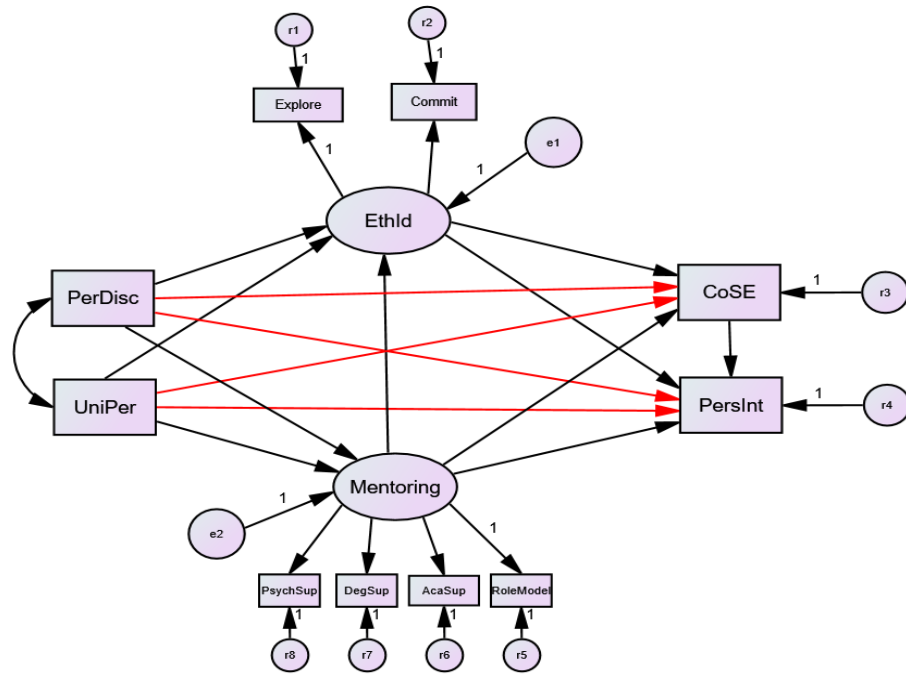 r1
r2
1
1
Explore
Commit
e1
1
1
EthId
PerDisc
CoSE
1
r3
UniPer
PersInt
1
r4
Mentoring
1
1
e2
PsychSup
DegSup
AcaSup
RoleModel
1
1
1
1
r8
r7
r6
r5